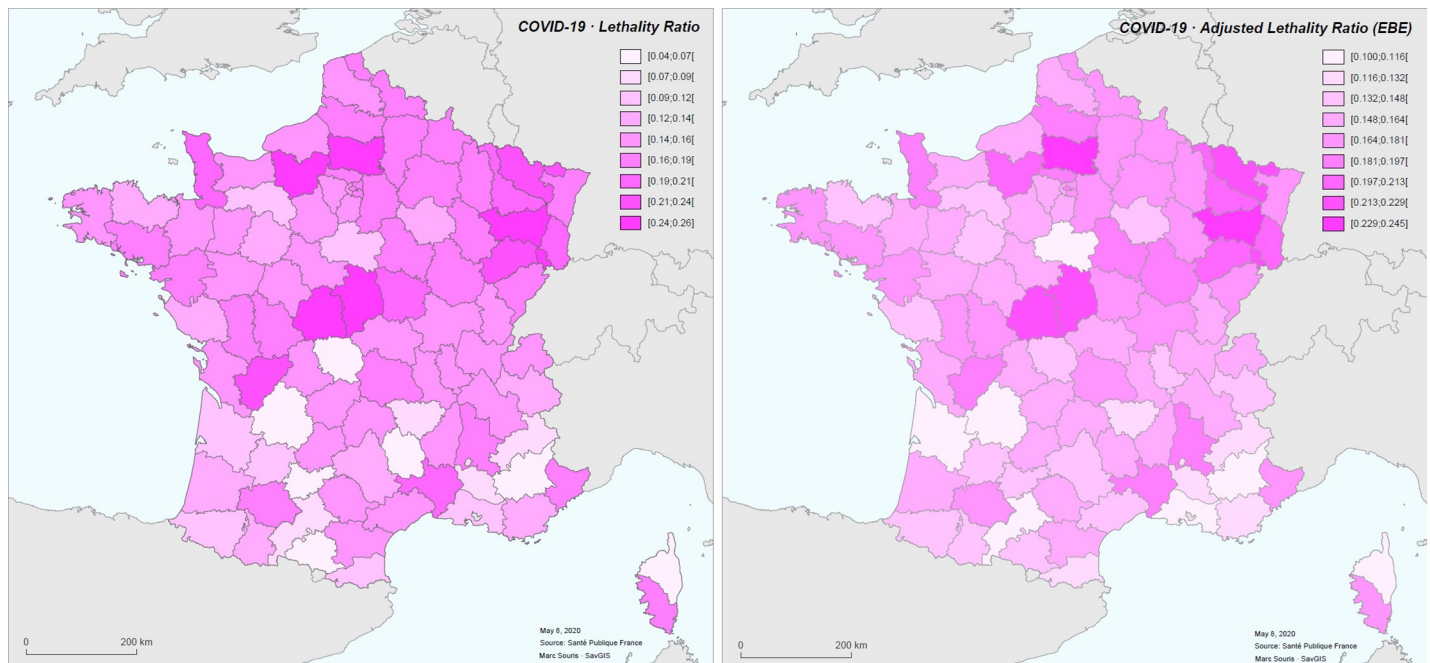 COVID-19 · Lethality Ratio
[0.04;0.07[
[0.07;0.09[
[0.09;0.12[
[0.12;0.14[
[0.14;0.16[
[0.16;0.19[
[0.19;0.21[
[0.21;0.24[
[0.24;0.26]
0 200 km
May 8, 2020
Source: Santé Publique France
Marc Souris - SavGIS
COVID-19 · Adjusted Lethality Ratio (EBE)
[0.100;0.116[
[0.116;0.132[
[0.132;0.148[
[0.148;0.164[
[0.164;0.181[
[0.181;0.197[
[0.197;0.213[
[0.213;0.229[
[0.229;0.245]
0 200 km
May 8, 2020
Source: Santé Publique France
Marc Souris - SavGIS